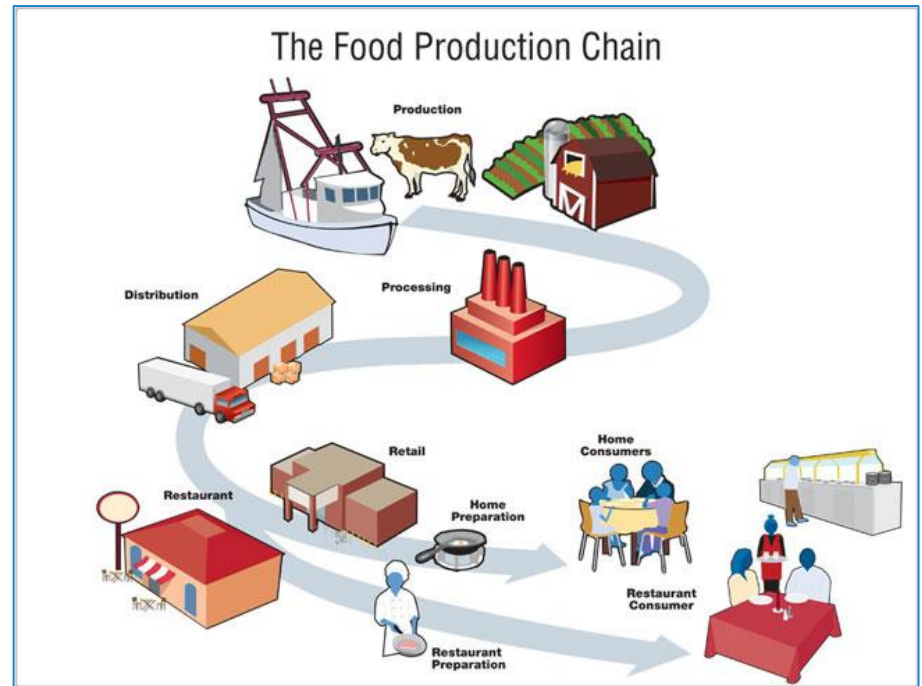 The Food Production Chain
Production
Distribution
Processing
Retail
Home
Consumers
Restaurant
Home
Preparation
Restaurant
Consumer
Restaurant
Preparation